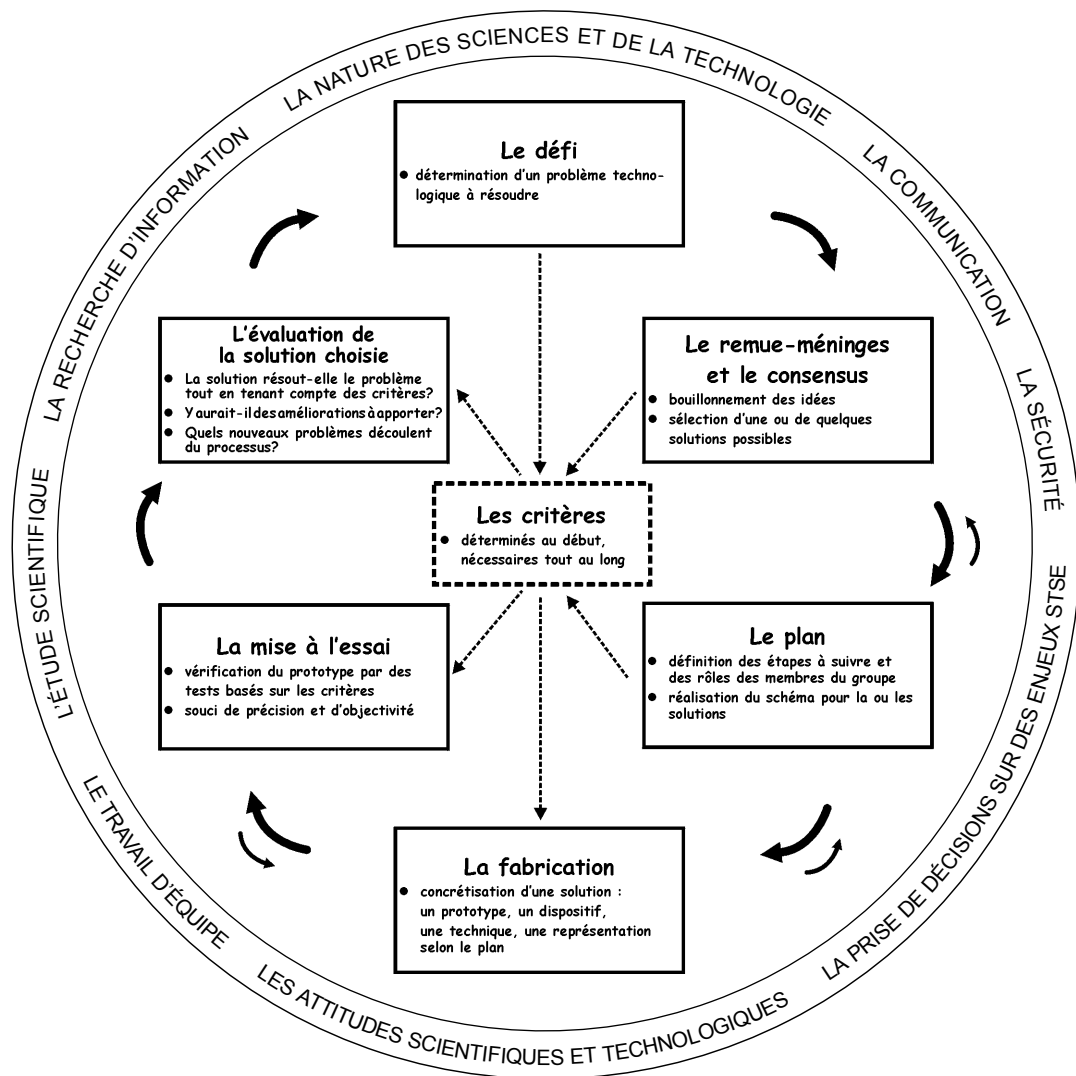 LA NATURE DES SCIENCES ET DE LA TECHNOLOGIE
LA COMMUNICATION
LA SÉCURITÉ
LA PRISE DE DÉCISIONS SUR DES ENJEUX STSE
LES ATTITUDES SCIENTIFIQUES ET TECHNOLOGIQUES
LE TRAVAIL D'ÉQUIPE
L'ÉTUDE SCIENTIFIQUE
LA RECHERCHE D'INFORMATION
Le défi
• détermination d'un problème techno-
logique à résoudre
Le remue-méninges
et le consensus
• bouillonnement des idées
• sélection d'une ou de quelques
solutions possibles
Le plan
• définition des étapes à suivre et
des rôles des membres du groupe
• réalisation du schéma pour la ou les
solutions
La fabrication
• concrétisation d'une solution :
un prototype, un dispositif,
une technique, une représentation
selon le plan
La mise à l'essai
• vérification du prototype par des
tests basés sur les critères
• souci de précision et d'objectivité
L'évaluation de
la solution choisie
• La solution résout-elle le problème
tout en tenant compte des critères?
• Y aurait-il des améliorations à apporter?
• Quels nouveaux problèmes découlent
du processus?
Les critères
• déterminés au début,
nécessaires tout au long